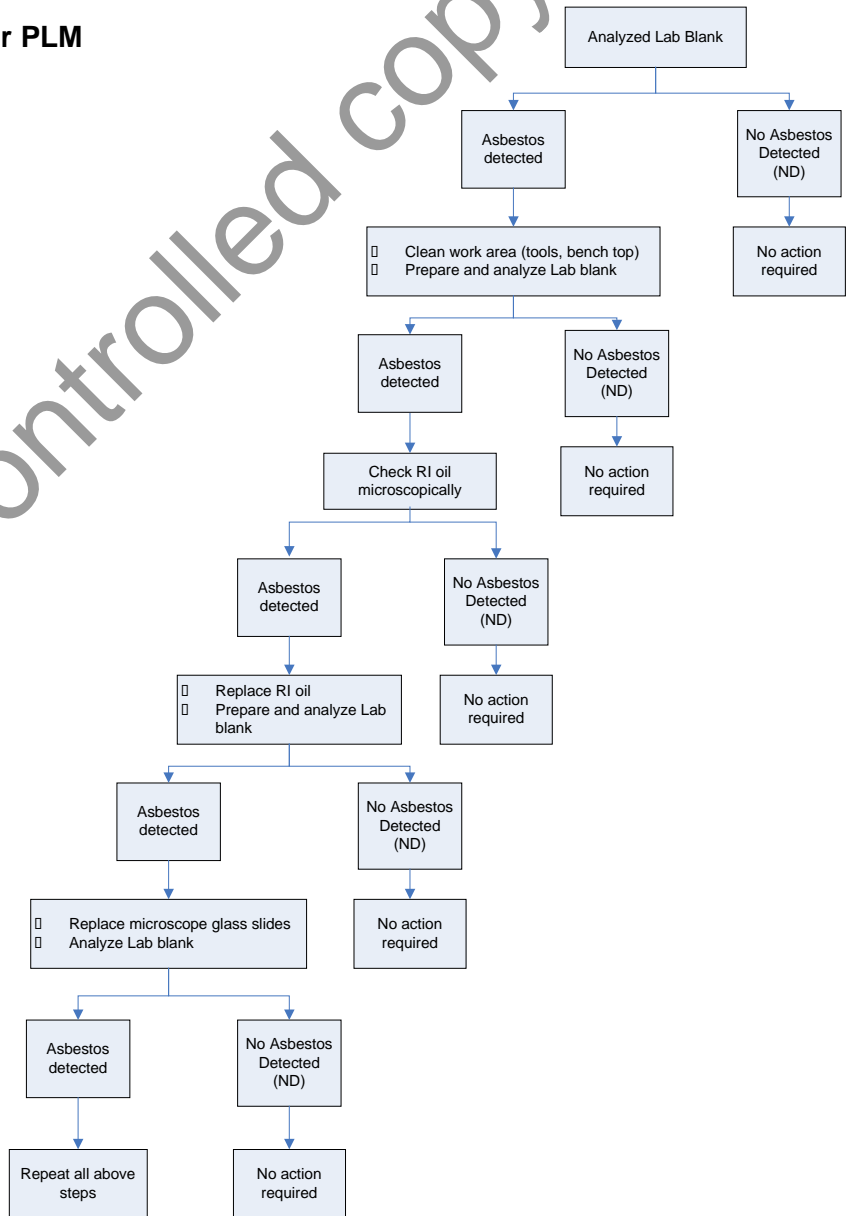 r PLM
ontrolled copy
Analyzed Lab Blank
Asbestos
detected
No Asbestos
Detected
(ND)
Clean work area (tools, bench top)
Prepare and analyze Lab blank
No action
required
Asbestos
detected
No Asbestos
Detected
(ND)
Check RI oil
microscopically
No action
required
Asbestos
detected
No Asbestos
Detected
(ND)
Replace RI oil
Prepare and analyze Lab
blank
No action
required
Asbestos
detected
No Asbestos
Detected
(ND)
Replace microscope glass slides
Analyze Lab blank
No action
required
Asbestos
detected
No Asbestos
Detected
(ND)
Repeat all above
steps
No action
required